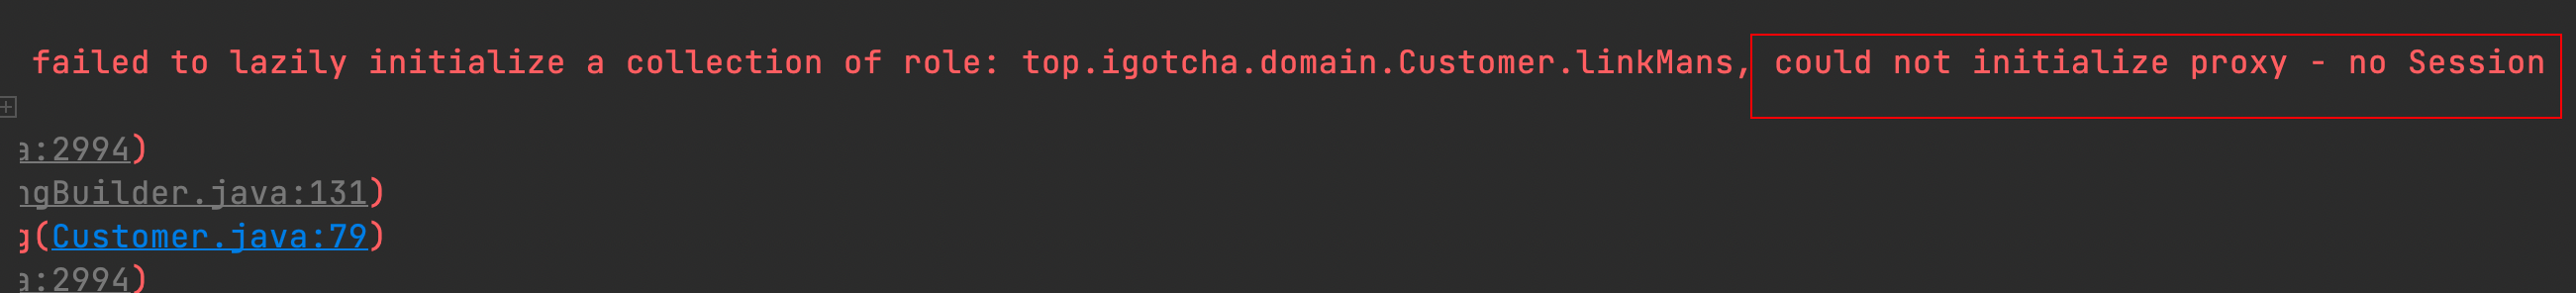 failed to lazily initialize a collection of role: top.igotcha.domain.Customer.linkMans, could not initialize proxy - no Session
a:2994)
ngBuilder.java:131)
g(Customer.java:79)
a:2994)